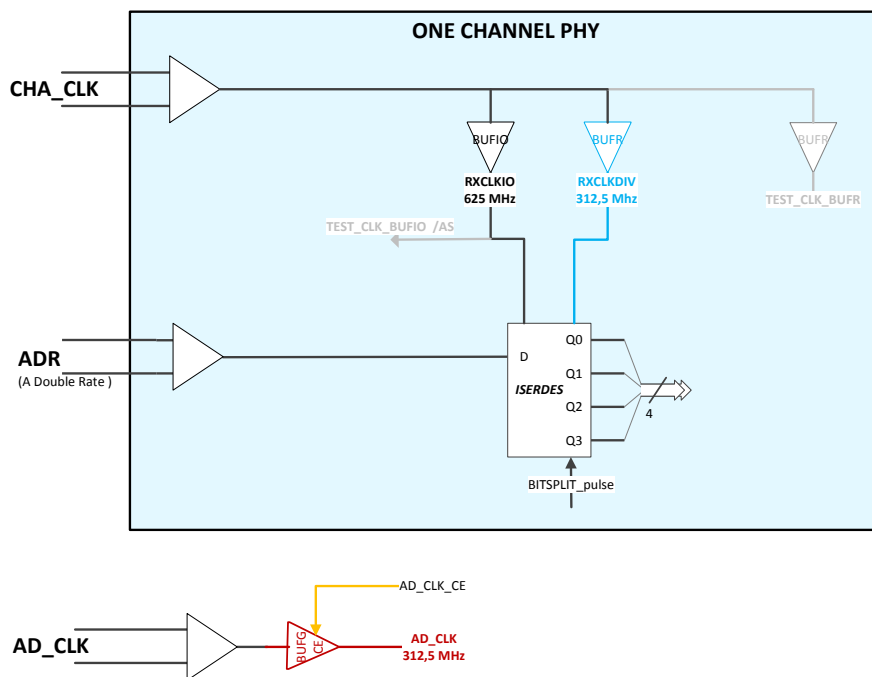 ONE CHANNEL PHY
CHA_CLK
BUFIO
BUFR
BUFR
RXCLKIO
625 MHz
RXCLKDIV
312,5 Mhz
TEST_CLK_BUFR
TEST_CLK_BUFIO /AS
ADR
(A Double Rate )
D
ISERDES
Q0
Q1
Q2
Q3
4
BITSPLIT_pulse
AD_CLK_CE
AD_CLK
BUFG
CE
AD_CLK
312,5 MHz